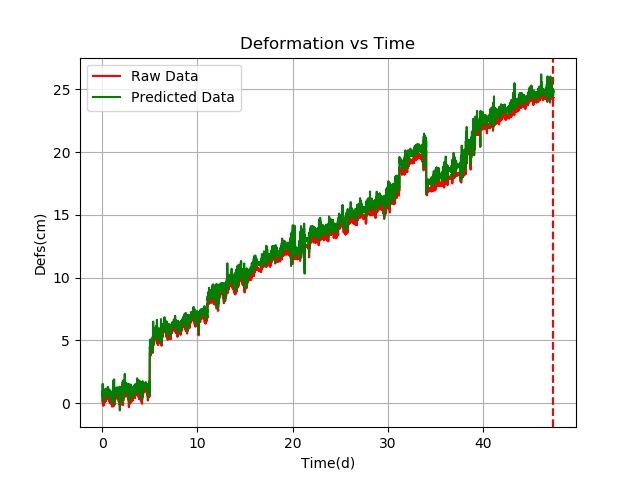 Deformation vs Time
Raw Data
Predicted Data
25
20
15
10
5
0
Defs(cm)
0 10 20 30 40
Time(d)